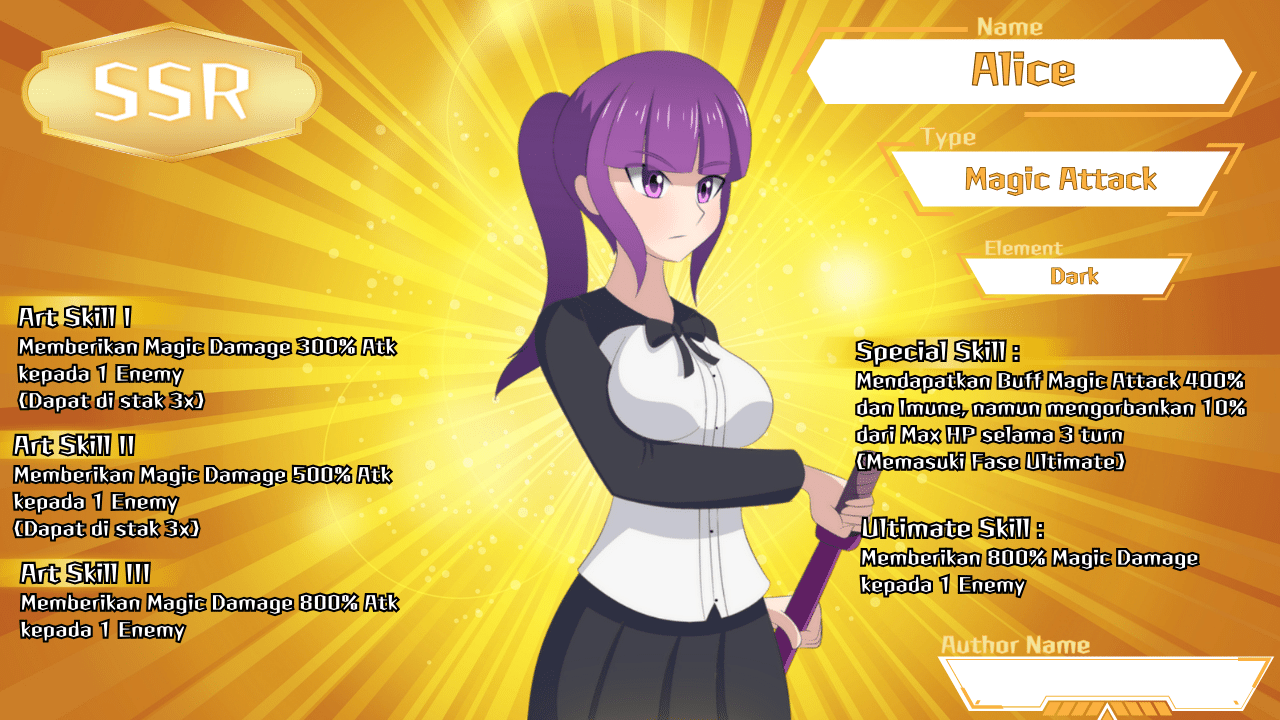 SSR
Name
Alice
Type
Magic Attack
Element
Dark
Art Skill I
Memberikan Magic Damage 300% Atk
kepada 1 Enemy
(Dapat di stak 3x)
Art Skill II
Memberikan Magic Damage 500% Atk
kepada 1 Enemy
(Dapat di stak 3x)
Art Skill III
Memberikan Magic Damage 800% Atk
kepada 1 Enemy
Special Skill :
Mendapatkan Buff Magic Attack 400%
dan Imune, namun mengorbankan 10%
dari Max HP selama 3 turn
(Memasuki Fase Ultimate)
Ultimate Skill :
Memberikan 800% Magic Damage
kepada 1 Enemy
Author Name